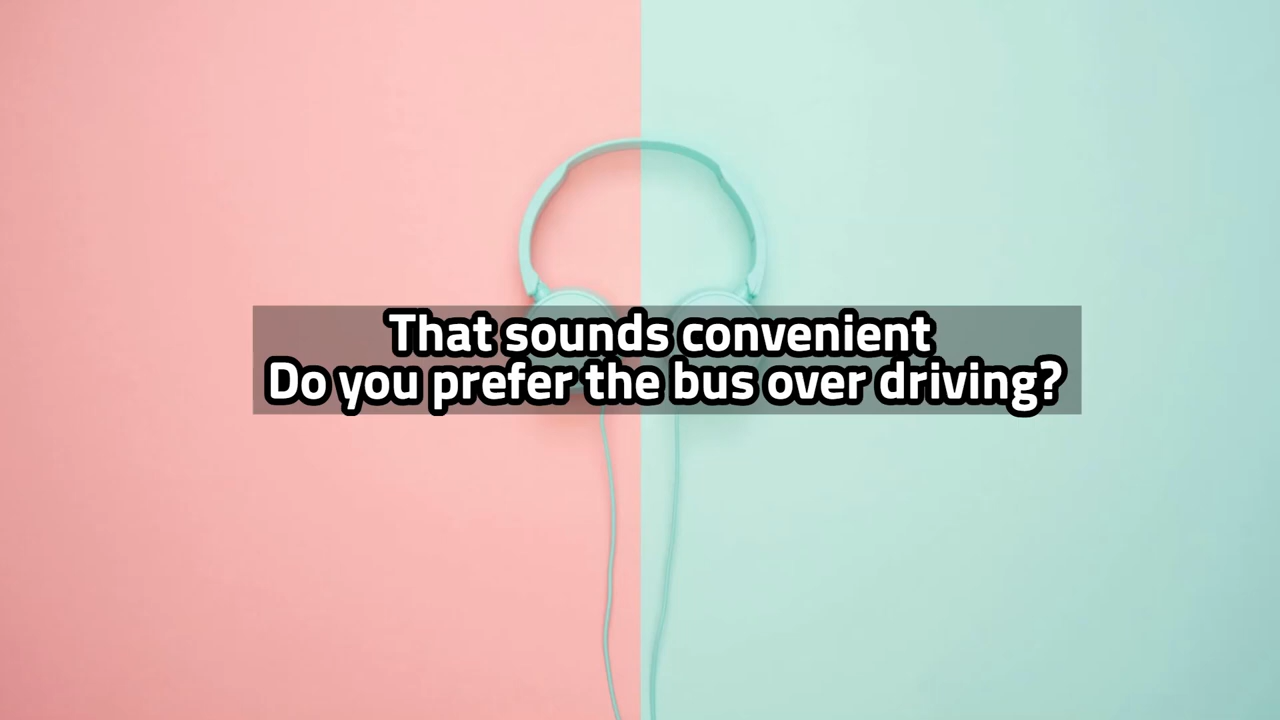 That sounds convenient
Do you prefer the bus over driving?